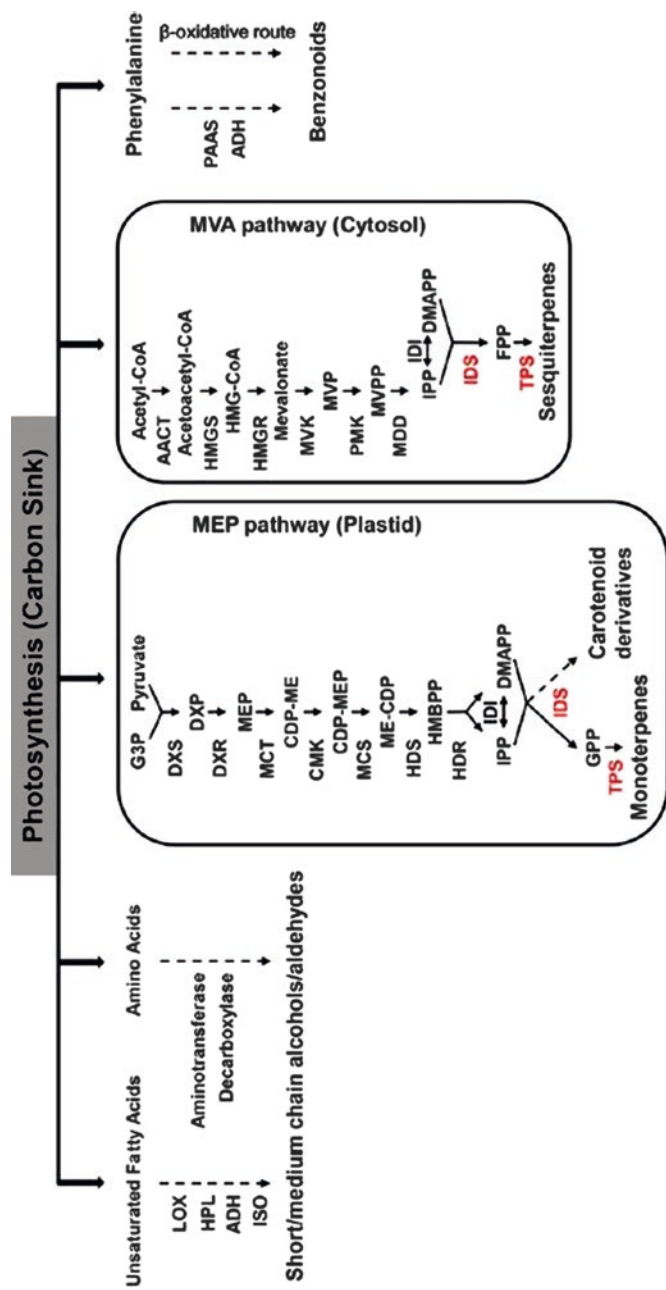 Photosynthesis (Carbon Sink)
Unsaturated Fatty Acids
LOX
HPL
ADH
ISO
Amino Acids
Aminotransferase
Decarboxylase
Short/medium chain alcohols/aldehydes
MEP pathway (Plastid)
G3P
Pyruvate
DXS
DXP
DXR
MEP
MCT
CDP-ME
CMK
CDP-MEP
MCS
ME-CDP
HDS
HMBPP
HDR
IDI
IPP
DMAPP
IDS
GPP
TPS
Monoterpenes
Carotenoid
derivatives
MVA pathway (Cytosol)
Acetyl-CoA
AACT
Acetoacetyl-CoA
HMGS
HMG-CoA
HMGR
Mevalonate
MVK
MVP
PMK
MVPP
MDD
IDI
IPP
DMAPP
IDS
FPP
TPS
Sesquiterpenes
Phenylalanine
PAAS
ADH
β-oxidative route
Benzonoids